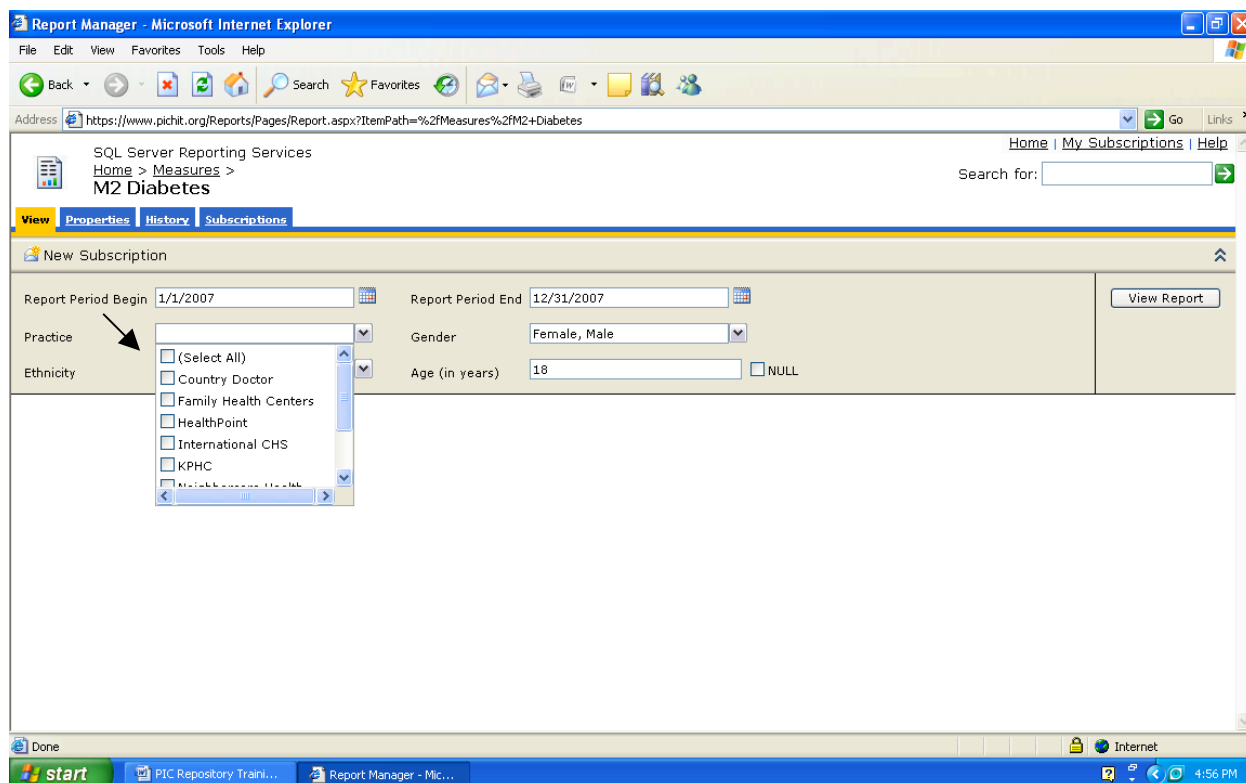 Report Manager - Microsoft Internet Explorer
File Edit View Favorites Tools Help
Back Search Favorites
Address https://www.pichit.org/Reports/Pages/Report.aspx?ItemPath=%2fMeasures%2fM2+Diabetes Go Links
SQL Server Reporting Services Home | My Subscriptions | Help
Home > Measures >
M2 Diabetes Search for:
View Properties History Subscriptions
New Subscription
Report Period Begin 1/1/2007 Report Period End 12/31/2007 View Report
Practice Gender Female, Male
(Select All)
Ethnicity Age (in years) 18 NULL
Country Doctor
Family Health Centers
HealthPoint
International CHS
KPHC
Neighborcare Health
Done Internet
start PIC Repository Traini... Report Manager - Mic... 4:56 PM